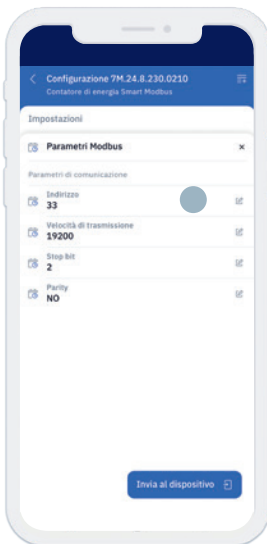 Configurazione 7M.24.8.230.0210
Contatore di energia Smart Modbus
Impostazioni
Parametri Modbus
Parametri di comunicazione
Indirizzo
33
Velocità di trasmissione
19200
Stop bit
2
Parity
NO
Invia al dispositivo